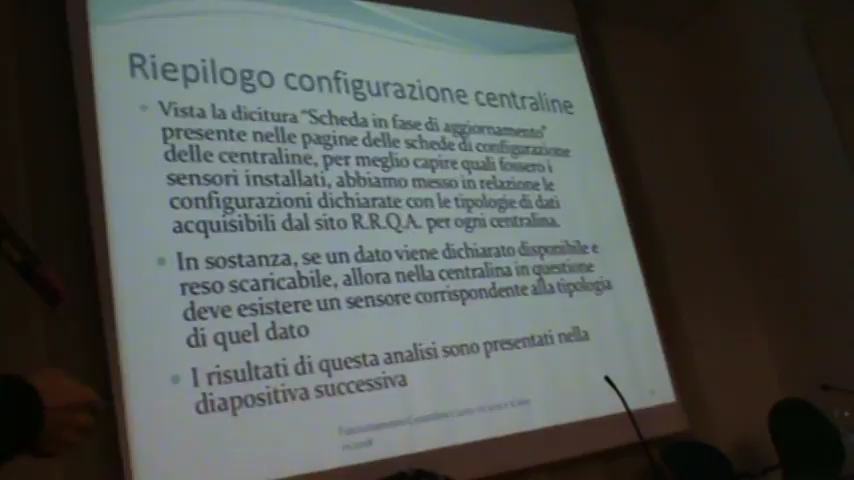 Riepilogo configurazione centraline
Vista la dicitura "Scheda in fase di aggiornamento"
presente nelle pagine delle schede di configurazione
delle centraline, per meglio capire quali fossero i
sensori installati, abbiamo messo in relazione le
configurazioni dichiarate con le tipologie di dati
acquisibili dal sito R.R.Q.A. per ogni centralina.
In sostanza, se un dato viene dichiarato disponibile e
reso scaricabile, allora nella centralina in questione
deve esistere un sensore corrispondente alla tipologia
di quel dato
I risultati di questa analisi sono presentati nella
diapositiva successiva